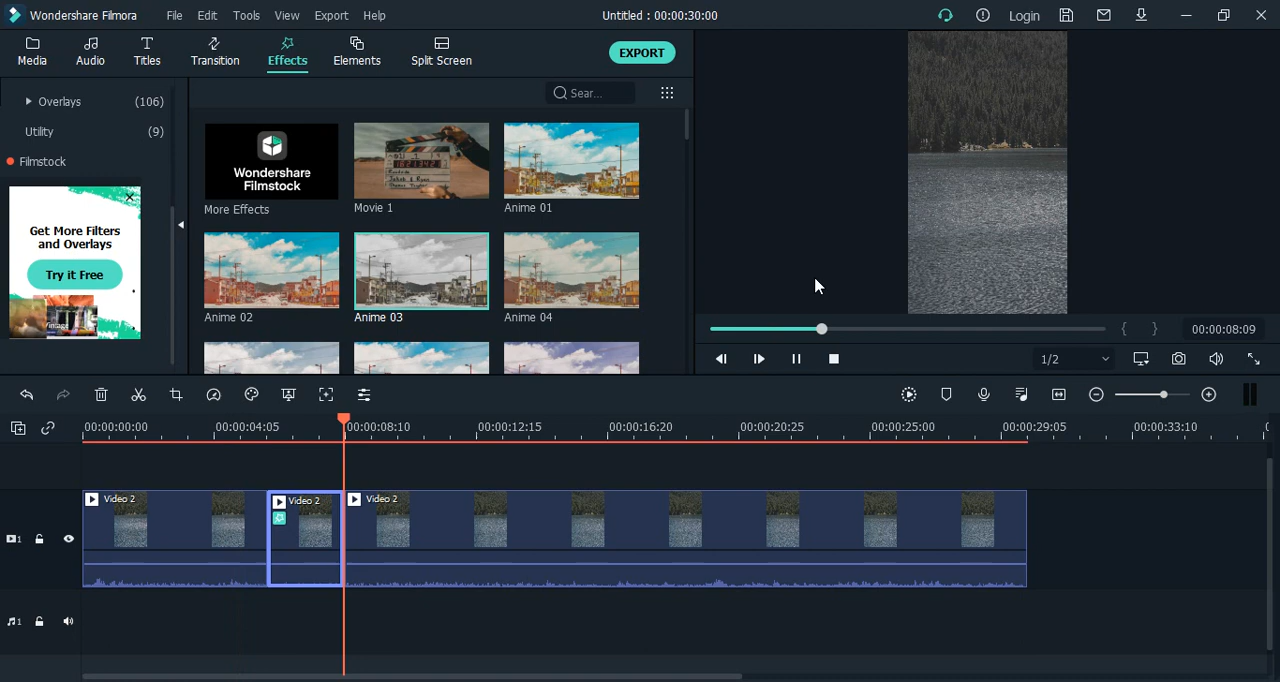 Wondershare Filmora File Edit Tools View Export Help Untitled : 00:00:30:00 Login
Media Audio Titles Transition Effects Elements Split Screen EXPORT
Overlays (106)
Utility (9)
Filmstock
Get More Filters
and Overlays
Try it Free
Vintage
Sear...
Wondershare
Filmstock
More Effects
Movie 1
Anime 01
Anime 02
Anime 03
Anime 04
{ } 00:00:08:09
1/2
00:00:00:00 00:00:04:05 00:00:08:10 00:00:12:15 00:00:16:20 00:00:20:25 00:00:25:00 00:00:29:05 00:00:33:10
Video 2 Video 2 Video 2
1
1